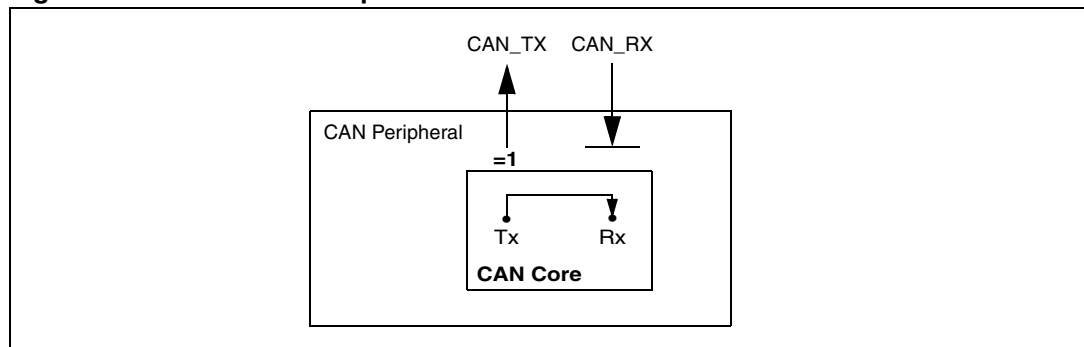 CAN_TX CAN_RX
CAN Peripheral
=1
Tx Rx
CAN Core